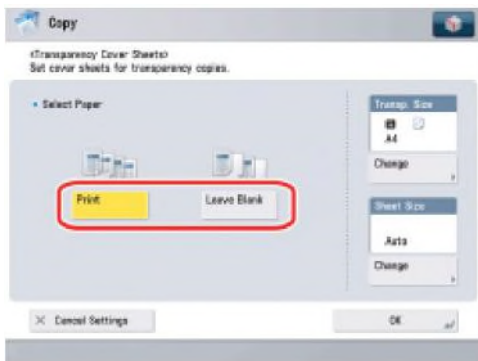 Copy
<Transparency Cover Sheets>
Set cover sheets for transparency copies.
Select Paper
Print
Leave Blank
Transp. Size
A4
Change
Sheet Size
Auto
Change
Cancel Settings
OK